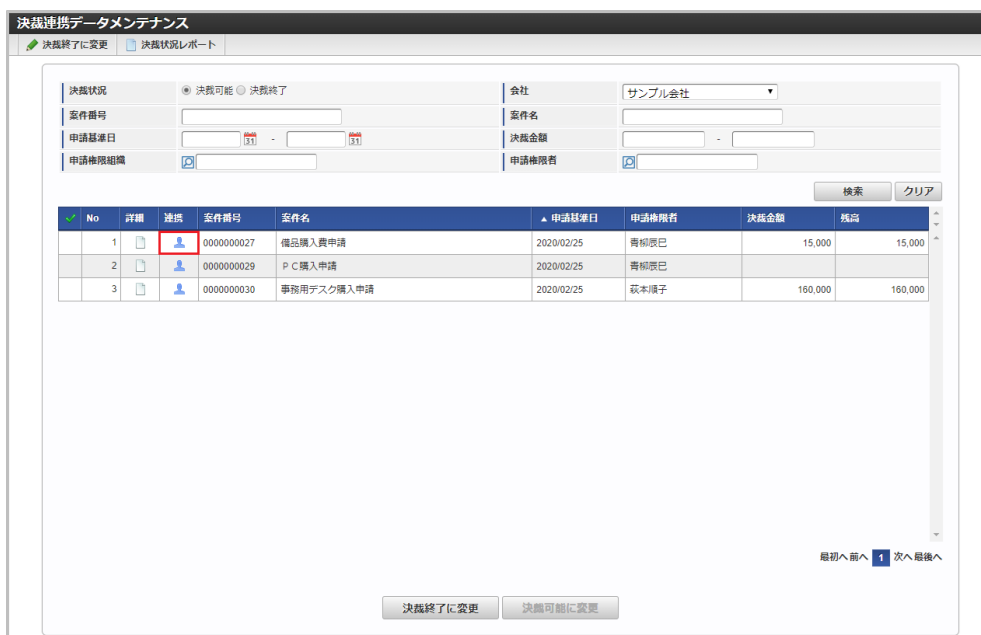 決裁連携データメンテナンス
決裁終了に変更 決裁状況レポート
決裁状況 決裁可能 決裁終了 会社 サンプル会社
案件番号 案件名
申請基準日 31 - 31 決裁金額 -
申請権限組織 申請権限者
検索 クリア
No 詳細 連携 案件番号 案件名 ▲ 申請基準日 申請権限者 決裁金額 残高
1 0000000027 備品購入費申請 2020/02/25 青柳辰巳 15,000 15,000
2 0000000029 ＰＣ購入申請 2020/02/25 青柳辰巳
3 0000000030 事務用デスク購入申請 2020/02/25 萩本順子 160,000 160,000
最初へ 前へ 1 次へ 最後へ
決裁終了に変更 決裁可能に変更